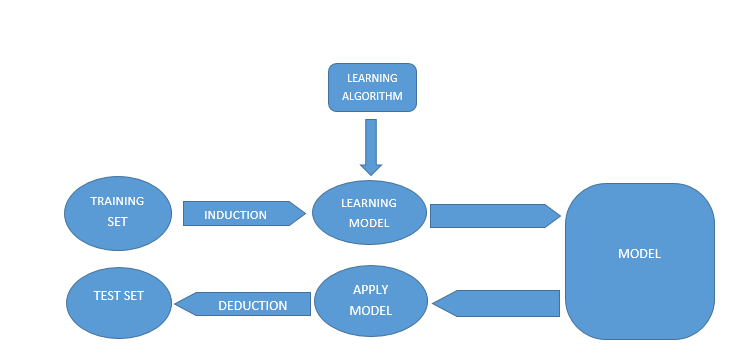 LEARNING
ALGORITHM
TRAINING
SET
INDUCTION
LEARNING
MODEL
MODEL
TEST SET
DEDUCTION
APPLY
MODEL